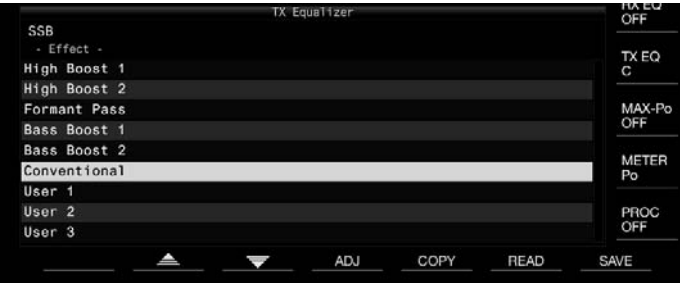 TX Equalizer
SSB
- Effect -
High Boost 1
High Boost 2
Formant Pass
Bass Boost 1
Bass Boost 2
Conventional
User 1
User 2
User 3
RX EQ
OFF
TX EQ
C
MAX-Po
OFF
METER
Po
PROC
OFF
ADJ COPY READ SAVE